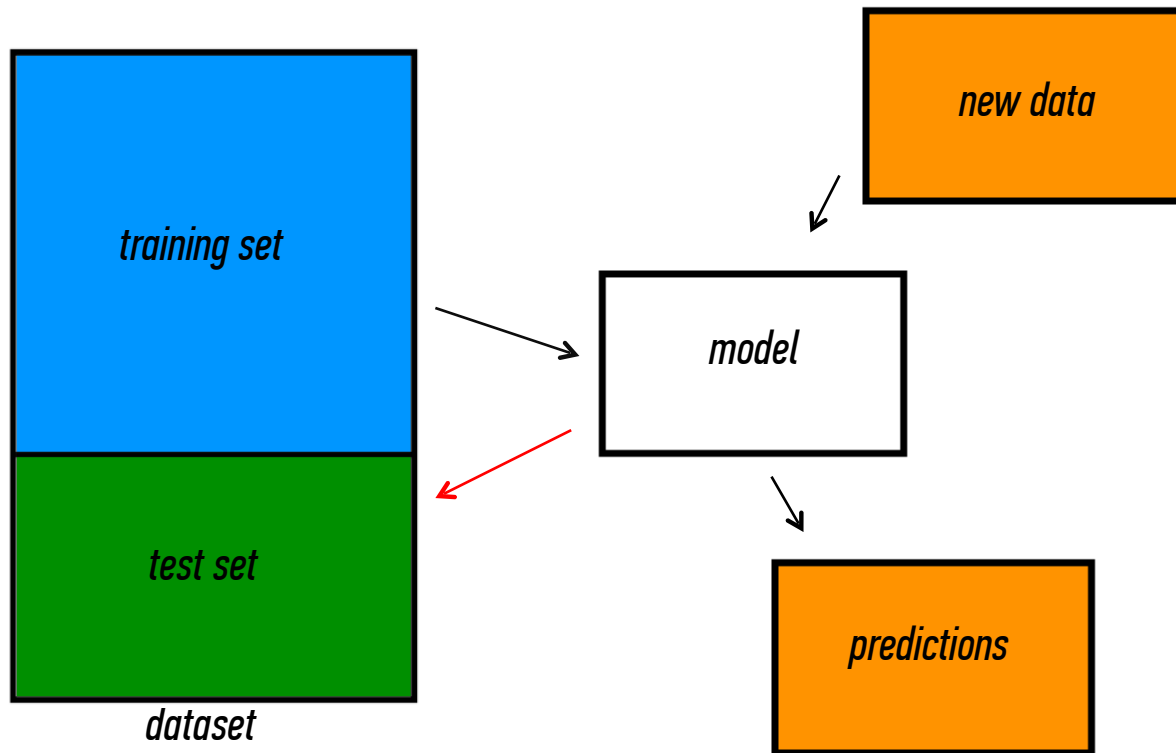 new data
training set
model
test set
predictions
dataset